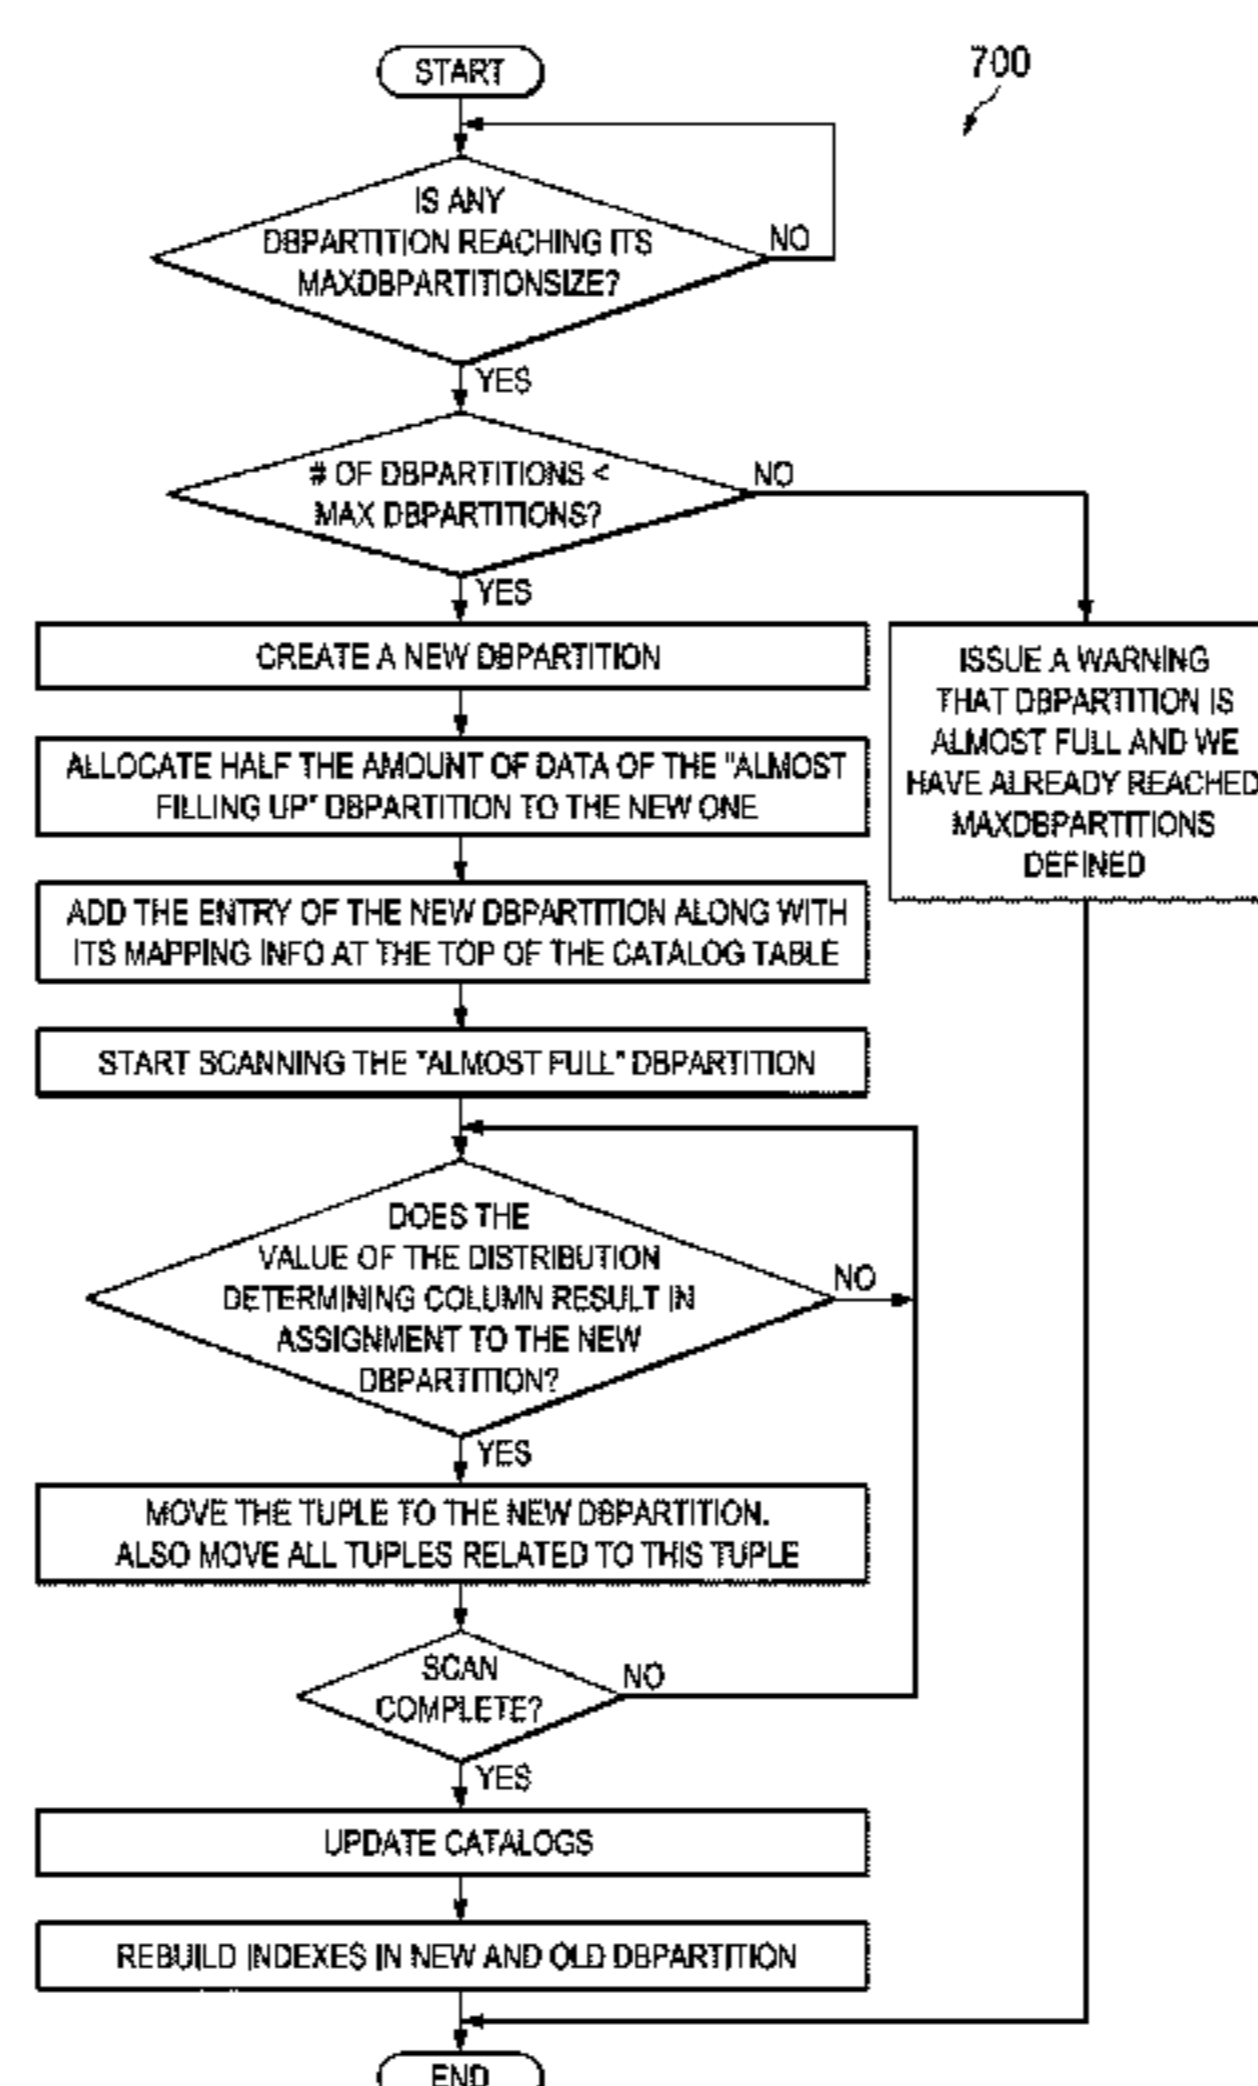 START
700
IS ANY
DBPARTITION REACHING ITS
MAXDBPARTITIONSIZE?
NO
YES
# OF DBPARTITIONS <
MAX DBPARTITIONS?
NO
YES
CREATE A NEW DBPARTITION
ISSUE A WARNING
THAT DBPARTITION IS
ALMOST FULL AND WE
HAVE ALREADY REACHED
MAXDBPARTITIONS
DEFINED
ALLOCATE HALF THE AMOUNT OF DATA OF THE "ALMOST
FILLING UP" DBPARTITION TO THE NEW ONE
ADD THE ENTRY OF THE NEW DBPARTITION ALONG WITH
ITS MAPPING INFO AT THE TOP OF THE CATALOG TABLE
START SCANNING THE "ALMOST FULL" DBPARTITION
DOES THE
VALUE OF THE DISTRIBUTION
DETERMINING COLUMN RESULT IN
ASSIGNMENT TO THE NEW
DBPARTITION?
NO
YES
MOVE THE TUPLE TO THE NEW DBPARTITION.
ALSO MOVE ALL TUPLES RELATED TO THIS TUPLE
SCAN
COMPLETE?
NO
YES
UPDATE CATALOGS
REBUILD INDEXES IN NEW AND OLD DBPARTITION
END